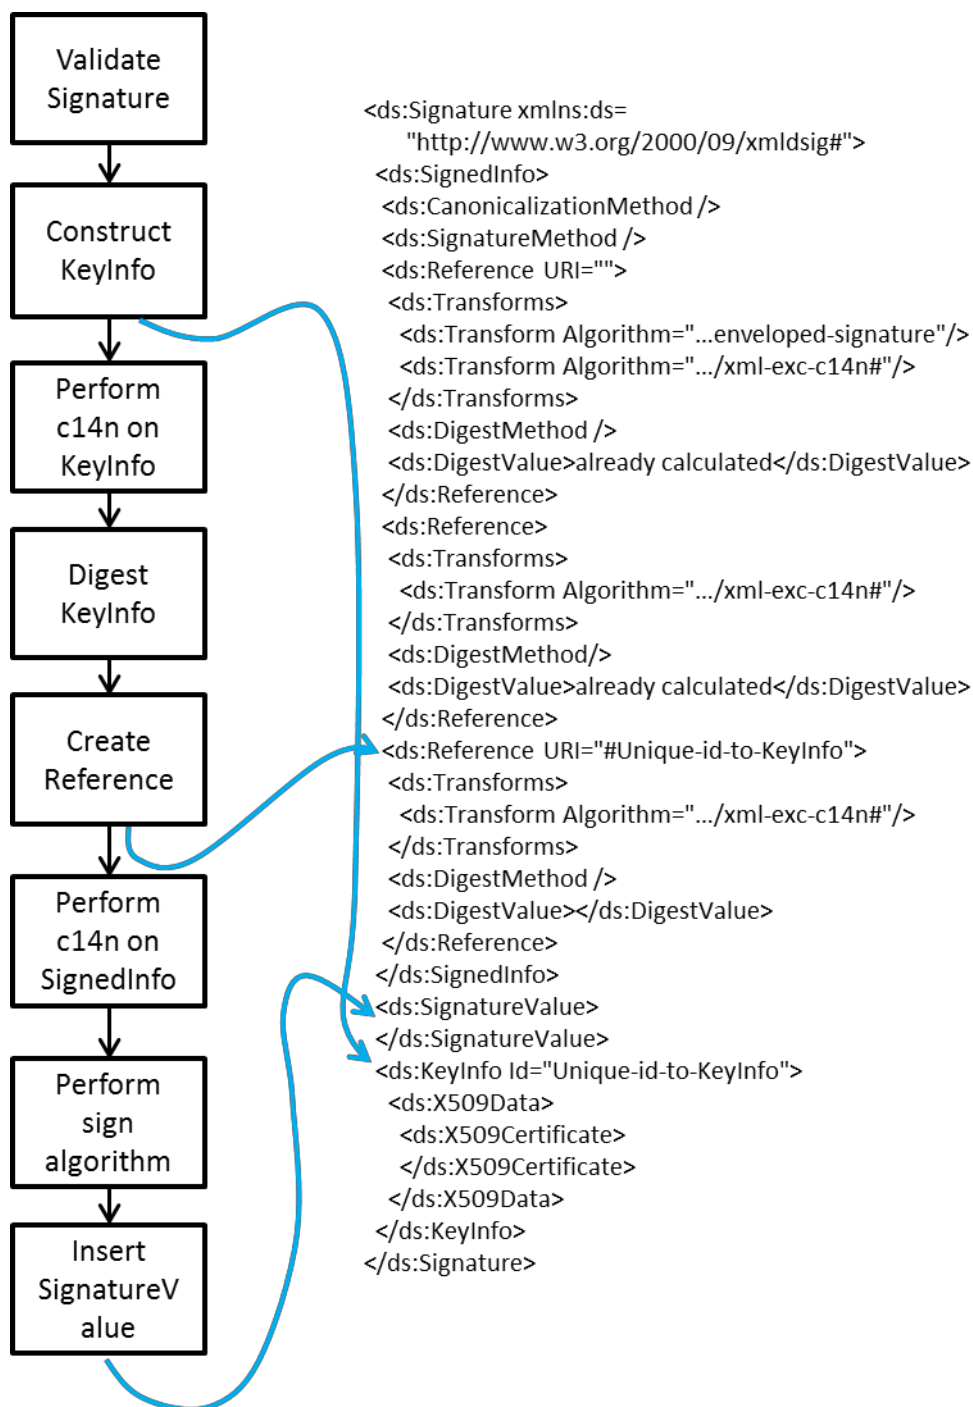 Validate
Signature
Construct
KeyInfo
Perform
c14n on
KeyInfo
Digest
KeyInfo
Create
Reference
Perform
c14n on
SignedInfo
Perform
sign
algorithm
Insert
SignatureV
alue
<ds:Signature xmlns:ds=
"http://www.w3.org/2000/09/xmldsig#">
<ds:SignedInfo>
<ds:CanonicalizationMethod />
<ds:SignatureMethod />
<ds:Reference URI="">
<ds:Transforms>
<ds:Transform Algorithm="...enveloped-signature"/>
<ds:Transform Algorithm=".../xml-exc-c14n#"/>
</ds:Transforms>
<ds:DigestMethod />
<ds:DigestValue>already calculated</ds:DigestValue>
</ds:Reference>
<ds:Reference>
<ds:Transforms>
<ds:Transform Algorithm=".../xml-exc-c14n#"/>
</ds:Transforms>
<ds:DigestMethod/>
<ds:DigestValue>already calculated</ds:DigestValue>
</ds:Reference>
<ds:Reference URI="#Unique-id-to-KeyInfo">
<ds:Transforms>
<ds:Transform Algorithm=".../xml-exc-c14n#"/>
</ds:Transforms>
<ds:DigestMethod />
<ds:DigestValue></ds:DigestValue>
</ds:Reference>
</ds:SignedInfo>
<ds:SignatureValue>
</ds:SignatureValue>
<ds:KeyInfo Id="Unique-id-to-KeyInfo">
<ds:X509Data>
<ds:X509Certificate>
</ds:X509Certificate>
</ds:X509Data>
</ds:KeyInfo>
</ds:Signature>